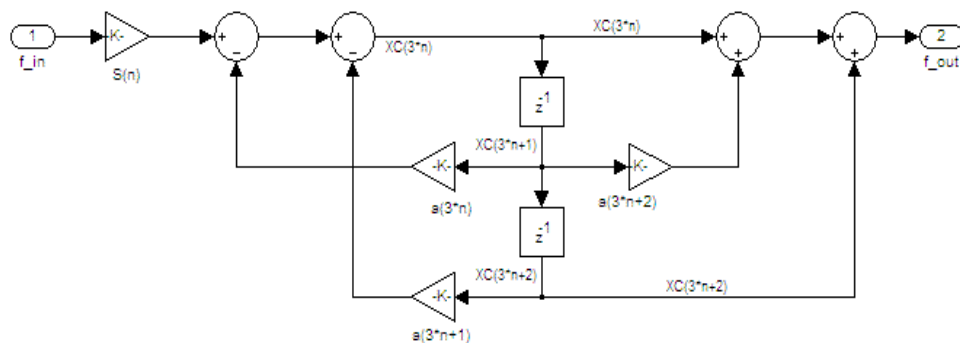 1
f_in
K-
S(n)
+
−
+
−
XC(3*n)
XC(3*n)
+
+
+
+
2
f_out
z-1
XC(3*n+1)
-K-
a(3*n)
K-
a(3*n+2)
z-1
XC(3*n+2)
-K-
a(3*n+1)
XC(3*n+2)